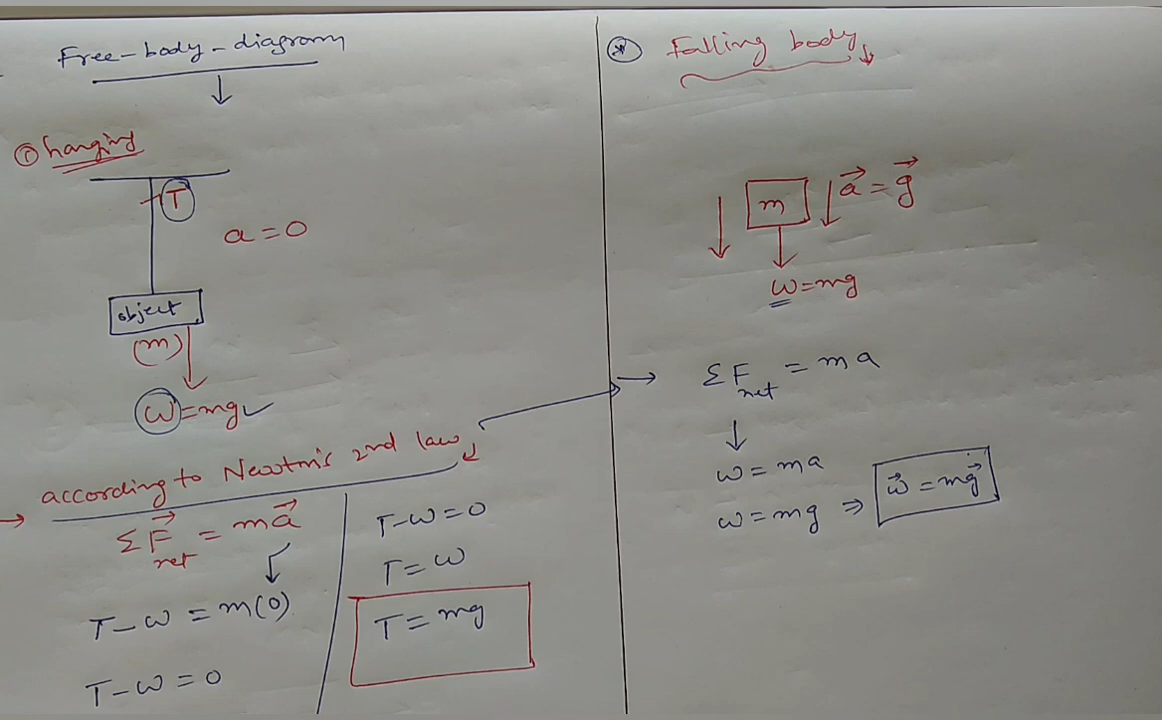 Free-body-diagram
① hanging
T
a = 0
object
(m)
W = mg
according to Newton's 2nd law
ΣF⃗net = ma⃗
T - W = m(0)
T - W = 0
T - W = 0
T = W
T = mg
* Falling body
m
a⃗ = g⃗
W = mg
ΣFnet = ma
W = ma
W = mg ⇒ W⃗ = mg⃗